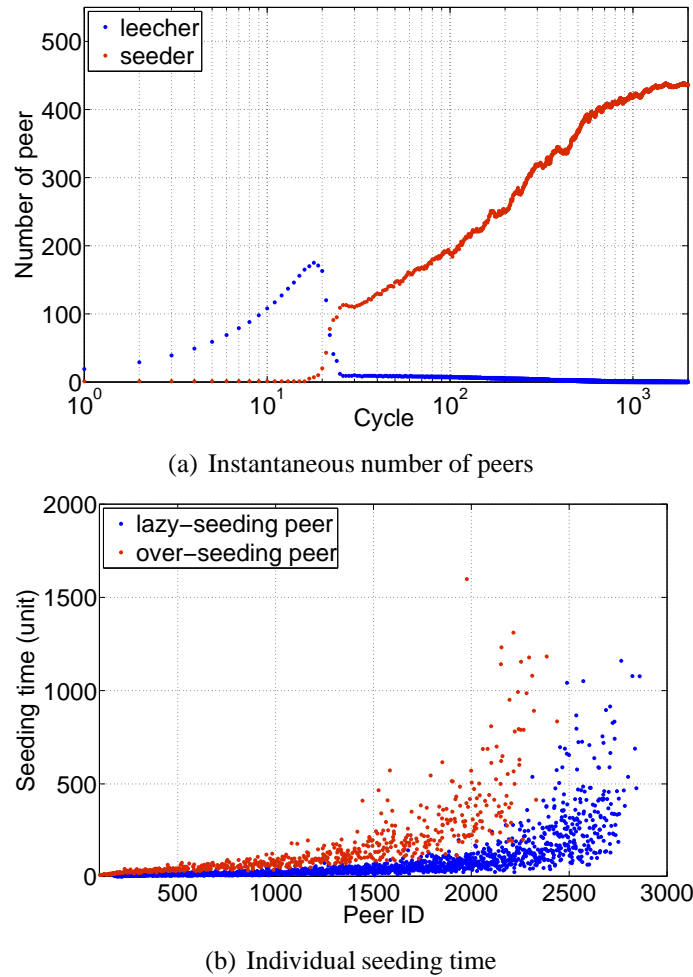 leecher
seeder
500
400
300
200
100
0
Number of peer
10^0
10^1
10^2
10^3
Cycle
(a) Instantaneous number of peers
lazy−seeding peer
over−seeding peer
2000
1500
1000
500
0
Seeding time (unit)
500
1000
1500
2000
2500
3000
Peer ID
(b) Individual seeding time